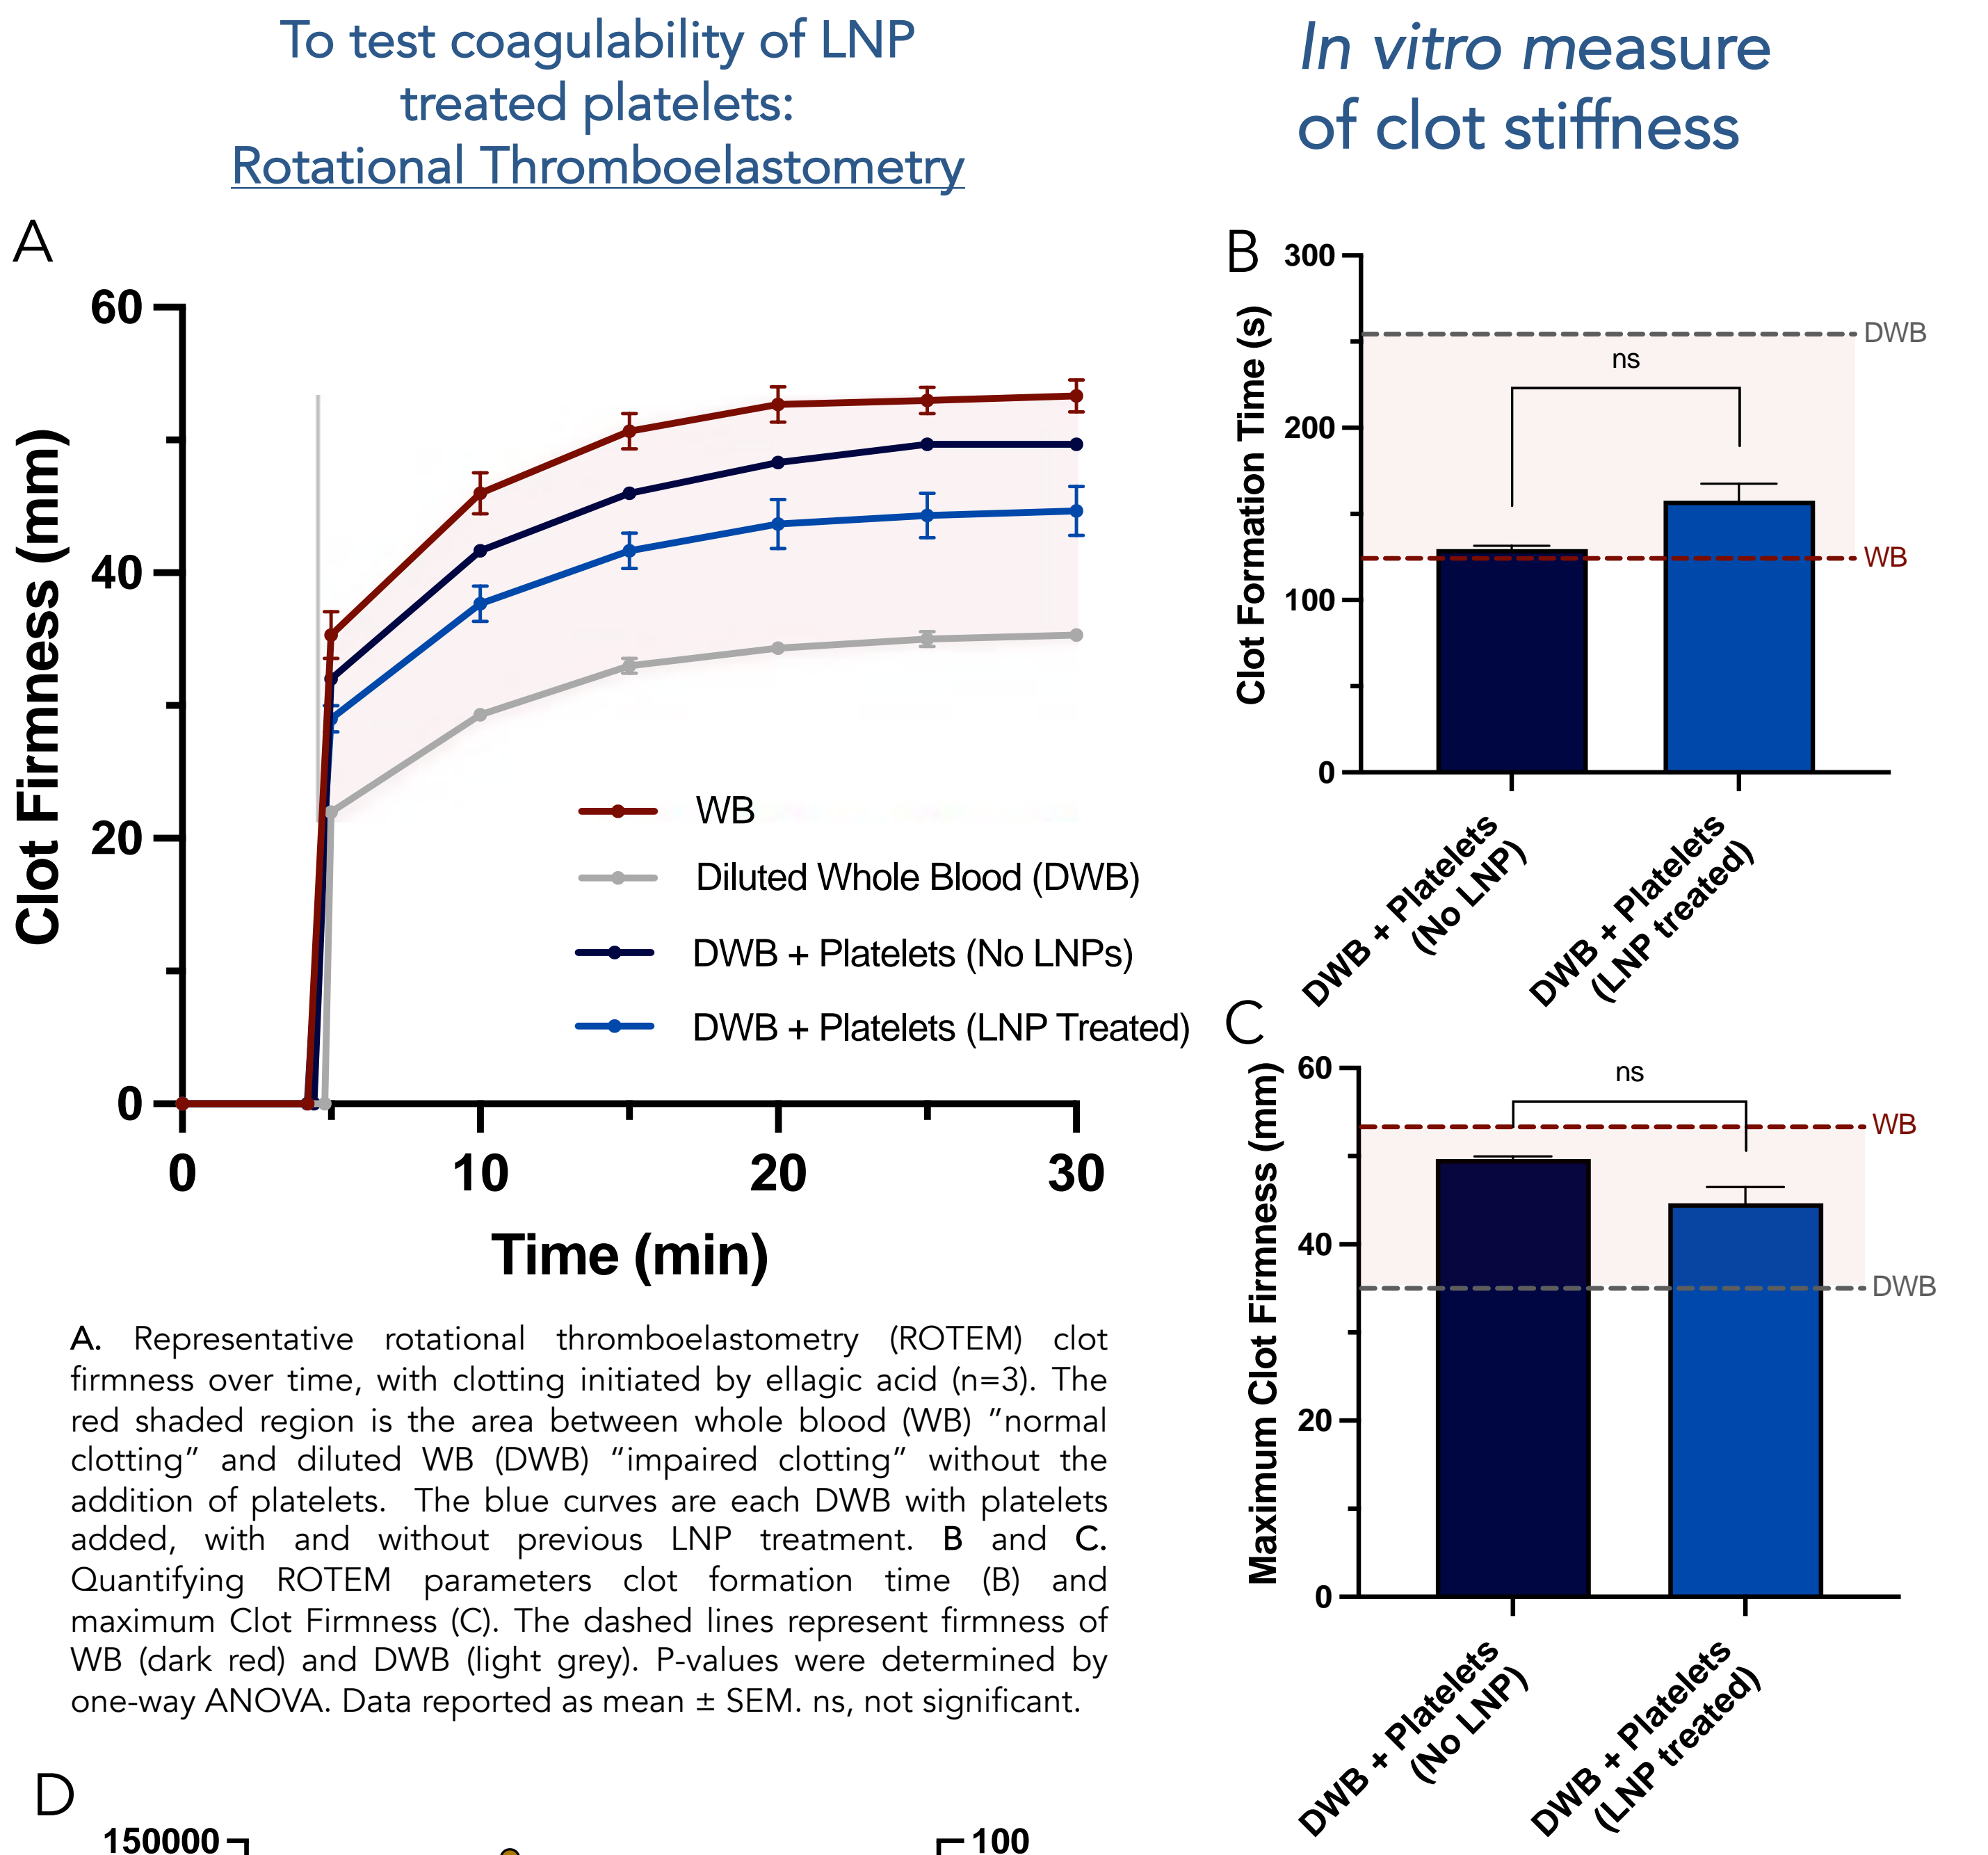 To test coagulability of LNP
treated platelets:
Rotational Thromboelastometry
In vitro measure
of clot stiffness
A
60
40
20
0
Clot Firmness (mm)
0
10
20
30
Time (min)
WB
Diluted Whole Blood (DWB)
DWB + Platelets (No LNPs)
DWB + Platelets (LNP Treated)
A. Representative rotational thromboelastometry (ROTEM) clot
firmness over time, with clotting initiated by ellagic acid (n=3). The
red shaded region is the area between whole blood (WB) ”normal
clotting” and diluted WB (DWB) “impaired clotting” without the
addition of platelets. The blue curves are each DWB with platelets
added, with and without previous LNP treatment. B and C.
Quantifying ROTEM parameters clot formation time (B) and
maximum Clot Firmness (C). The dashed lines represent firmness of
WB (dark red) and DWB (light grey). P-values were determined by
one-way ANOVA. Data reported as mean ± SEM. ns, not significant.
B
300
200
100
0
Clot Formation Time (s)
DWB
ns
WB
DWB + Platelets
(No LNP)
DWB + Platelets
(LNP treated)
C
60
40
20
0
Maximum Clot Firmness (mm)
ns
WB
DWB
DWB + Platelets
(No LNP)
DWB + Platelets
(LNP treated)
D
150000
100